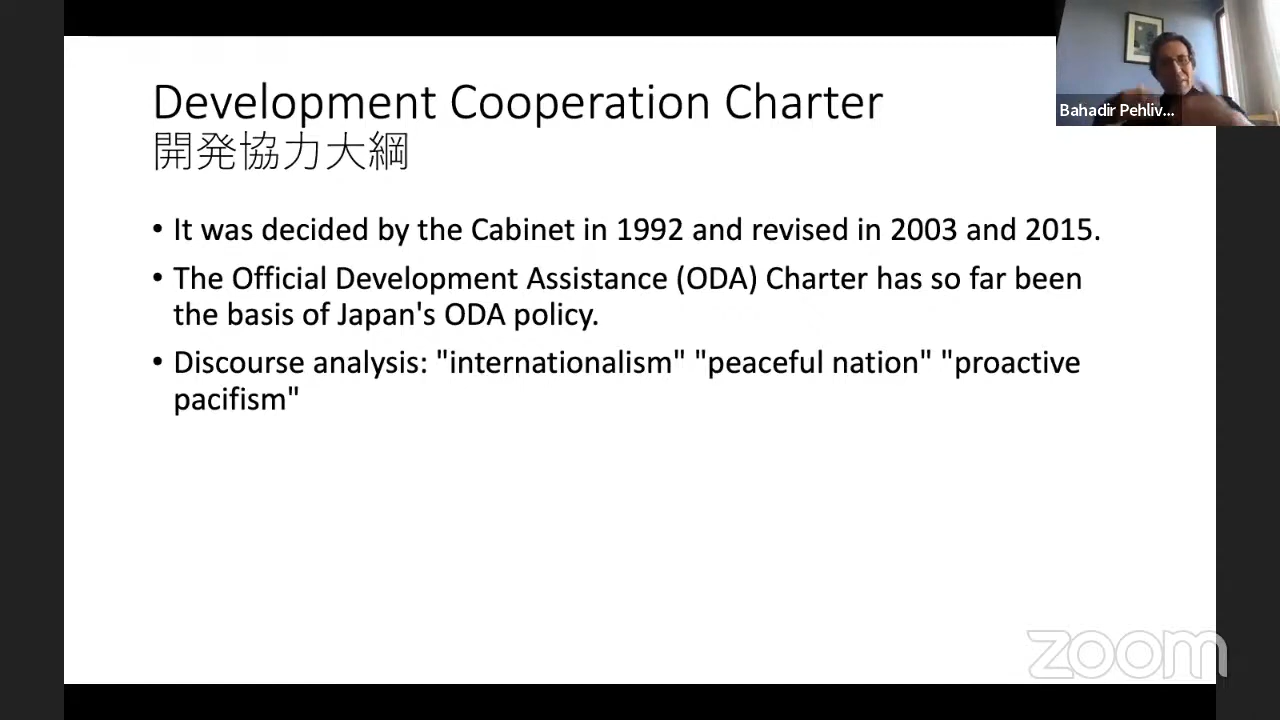 Development Cooperation Charter
開発協力大綱
• It was decided by the Cabinet in 1992 and revised in 2003 and 2015.
• The Official Development Assistance (ODA) Charter has so far been
the basis of Japan's ODA policy.
• Discourse analysis: "internationalism" "peaceful nation" "proactive
pacifism"
Bahadir Pehliv...
zoom